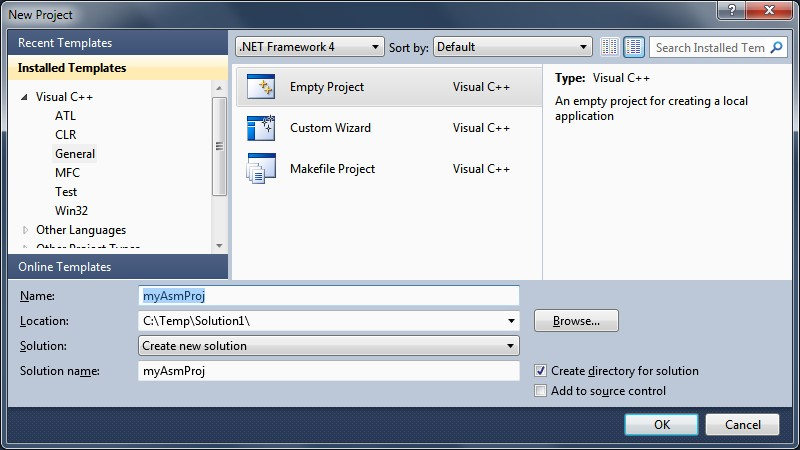 New Project
Recent Templates
.NET Framework 4
Sort by:
Default
Search Installed Tem
Installed Templates
Visual C++
ATL
CLR
General
MFC
Test
Win32
Other Languages
Other Project Types
Online Templates
Empty Project Visual C++
Custom Wizard Visual C++
Makefile Project Visual C++
Type: Visual C++
An empty project for creating a local
application
Name: myAsmProj
Location: C:\Temp\Solution1\
Browse...
Solution: Create new solution
Solution name: myAsmProj
Create directory for solution
Add to source control
OK
Cancel